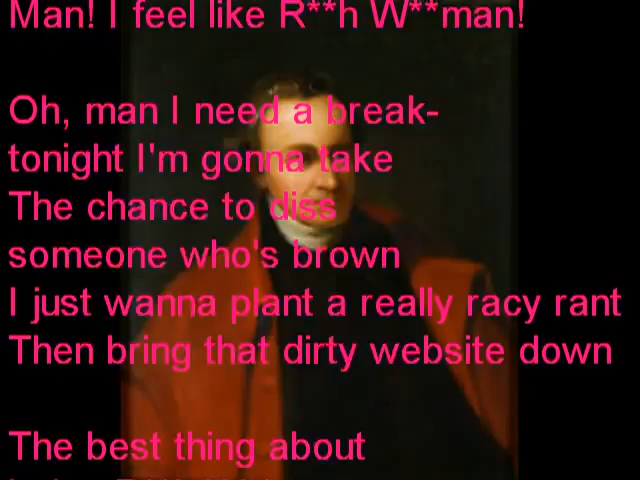 Man! I feel like R**h W**man!
Oh, man I need a break-
tonight I'm gonna take
The chance to diss
someone who's brown
I just wanna plant a really racy rant
Then bring that dirty website down
The best thing about